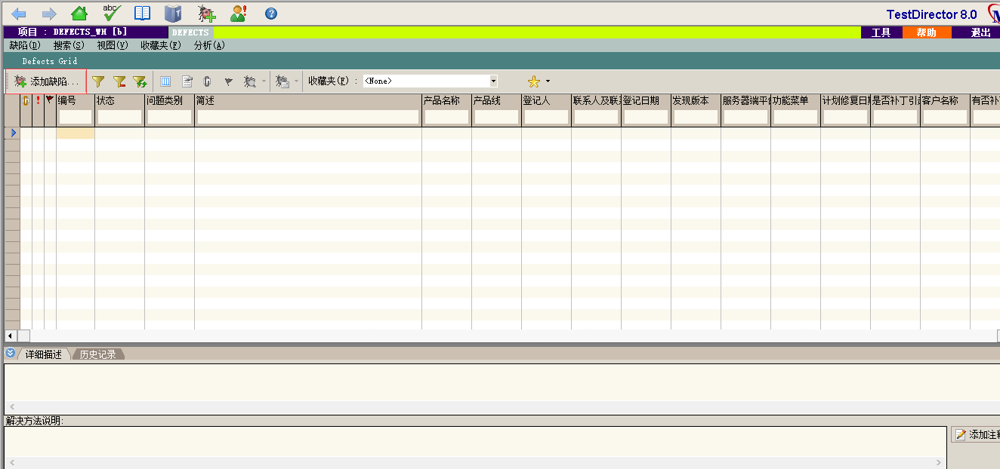 abc
TestDirector 8.0
项目 : DEFECTS_WH [b] DEFECTS 工具 帮助 退出
缺陷(D) 搜索(S) 视图(V) 收藏夹(F) 分析(A)
Defects Grid
添加缺陷... 收藏夹(F) : <None>
编号 状态 问题类别 简述 产品名称 产品线 登记人 联系人及联 登记日期 发现版本 服务器端平台 功能菜单 计划修复日期 是否补丁引起 客户名称 有否补
详细描述 历史记录
解决方法说明:
添加注释